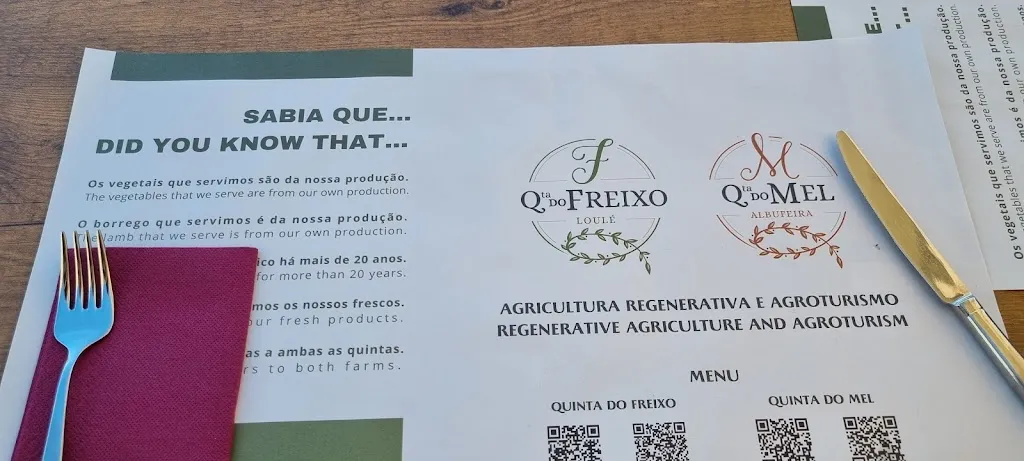 SABIA QUE...
DID YOU KNOW THAT...
Os vegetais que servimos são da nossa produção.
The vegetables that we serve are from our own production.
O borrego que servimos é da nossa produção.
The lamb that we serve is from our own production.
ico há mais de 20 anos.
for more than 20 years.
mos os nossos frescos.
our fresh products.
as a ambas as quintas.
rs to both farms.
F
Qta DO FREIXO
LOULÉ
M
Qta DO MEL
ALBUFEIRA
AGRICULTURA REGENERATIVA E AGROTURISMO
REGENERATIVE AGRICULTURE AND AGROTURISM
MENU
QUINTA DO FREIXO
QUINTA DO MEL
E...
Os vegetais que servimos são da nossa produção.
vegetables that we serve are from our own production.